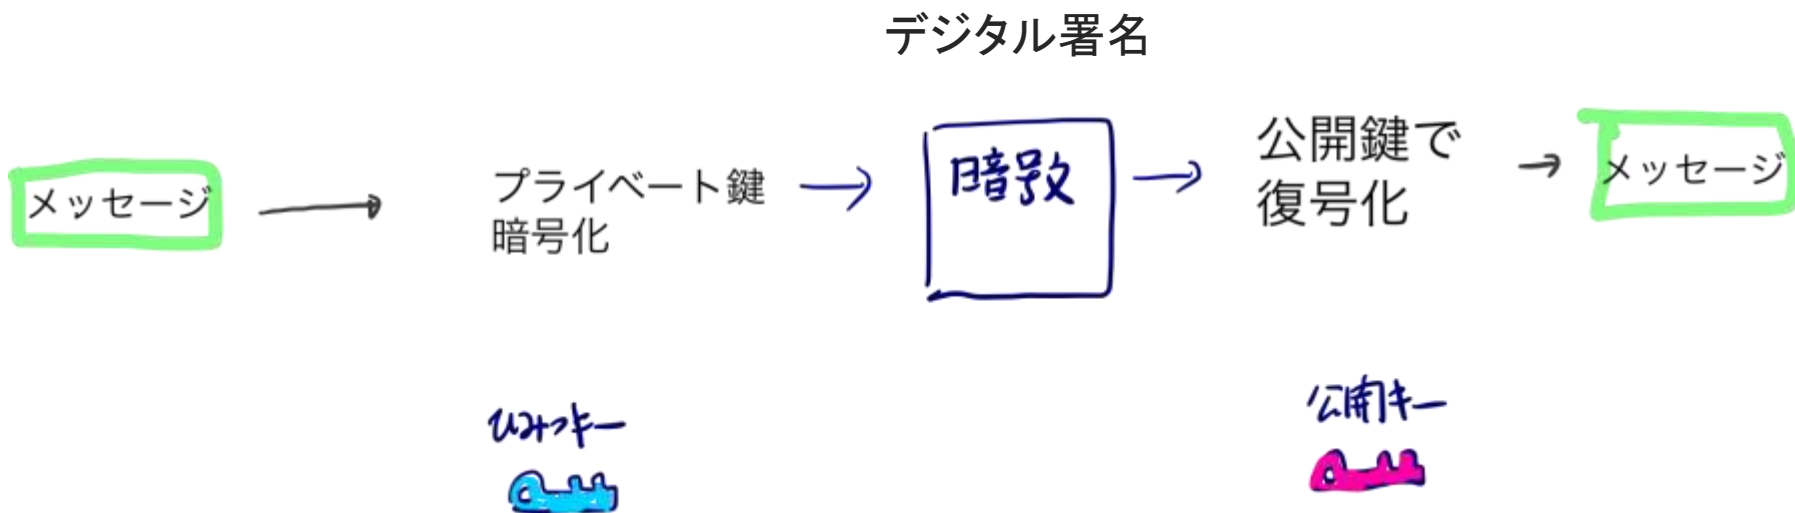 デジタル署名
メッセージ
プライベート鍵
暗号化
暗号文
公開鍵で
復号化
メッセージ
ひみつキー
公開キー